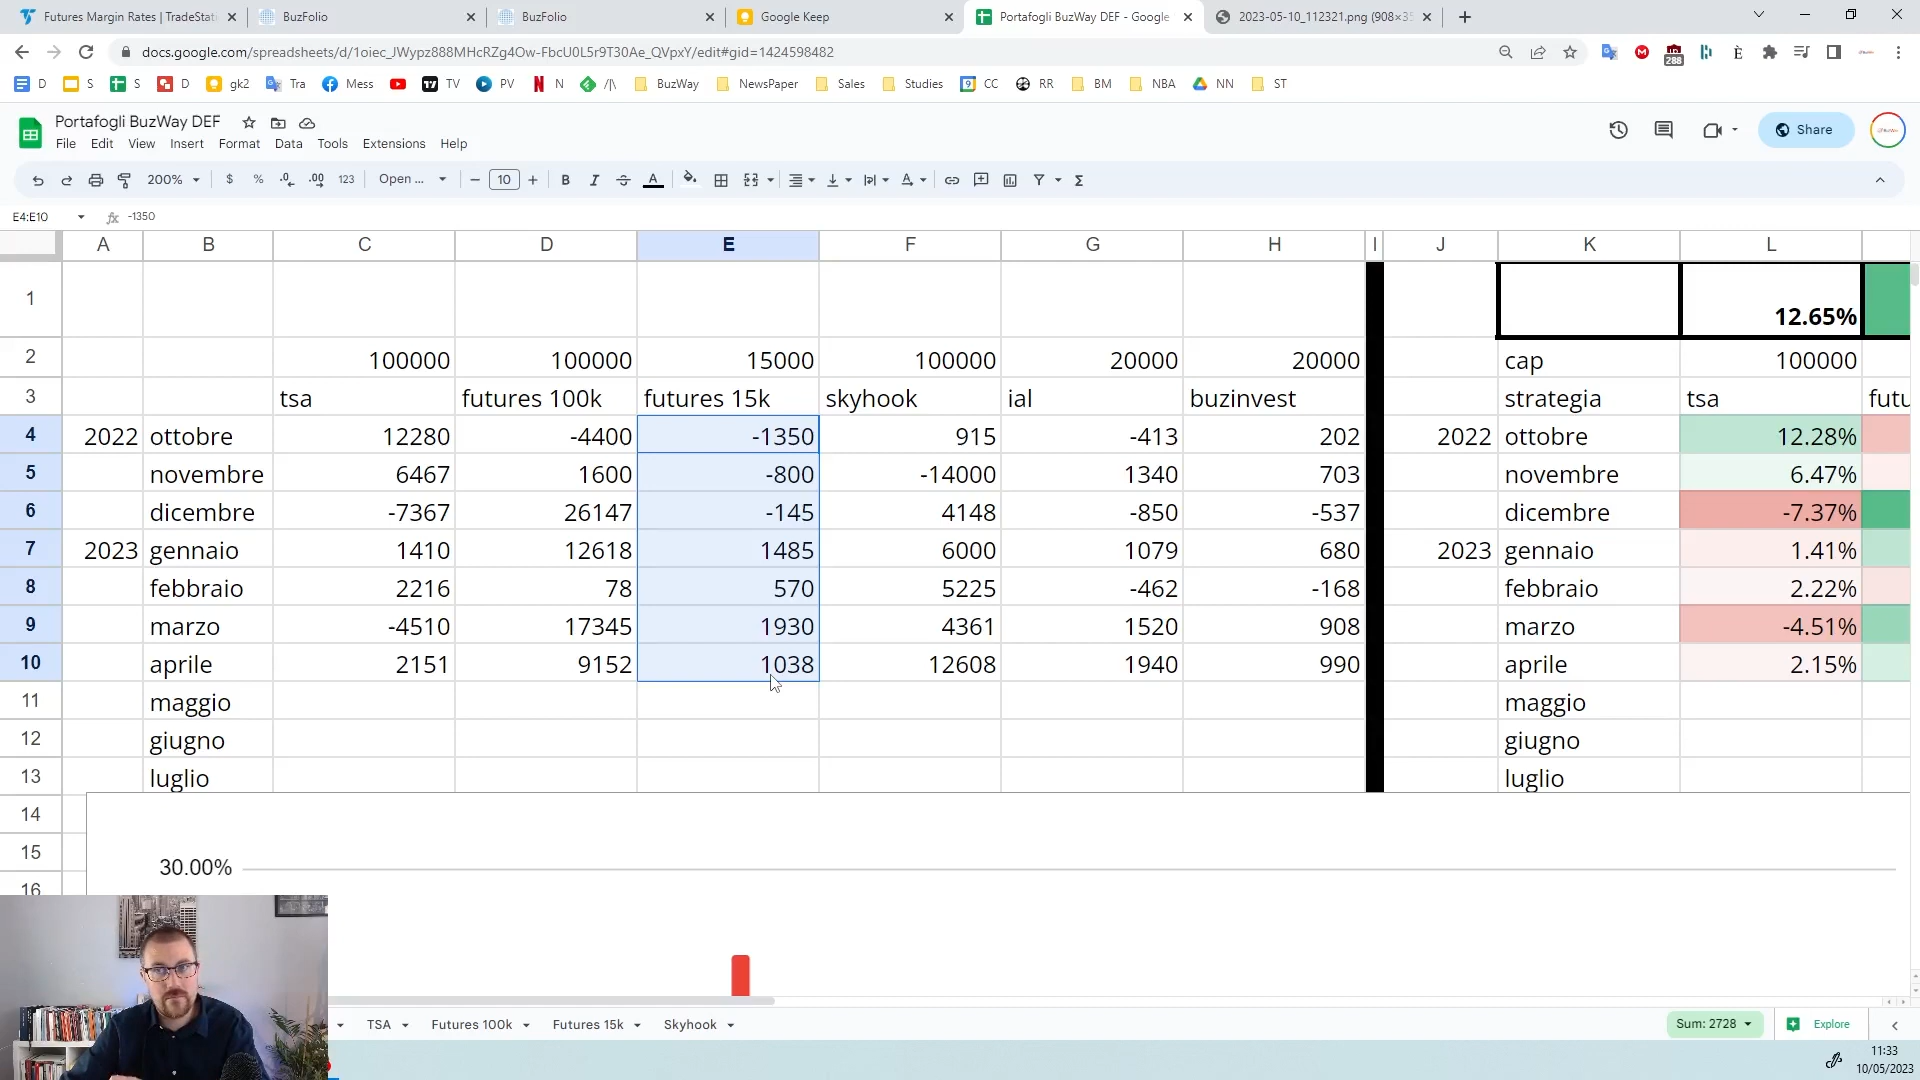 Futures Margin Rates | TradeStati
BuzFolio
BuzFolio
Google Keep
Portafogli BuzWay DEF - Google
2023-05-10_112321.png (908×35
docs.google.com/spreadsheets/d/1oiec_JWypz888MHcRZg4Ow-FbcU0L5r9T30Ae_QVpxY/edit#gid=1424598482
288
D S S D gk2 Tra Mess TV PV N /|\ BuzWay NewsPaper Sales Studies CC RR BM NBA NN ST
Portafogli BuzWay DEF
Share
File Edit View Insert Format Data Tools Extensions Help
200% $ % .0 .00 123 Open ... 10 B I A
E4:E10 fx -1350
A B C D E F G H I J K L
1 12.65%
2 100000 100000 15000 100000 20000 20000 cap 100000
3 tsa futures 100k futures 15k skyhook ial buzinvest strategia tsa futu
4 2022 ottobre 12280 -4400 -1350 915 -413 202 2022 ottobre 12.28%
5 novembre 6467 1600 -800 -14000 1340 703 novembre 6.47%
6 dicembre -7367 26147 -145 4148 -850 -537 dicembre -7.37%
7 2023 gennaio 1410 12618 1485 6000 1079 680 2023 gennaio 1.41%
8 febbraio 2216 78 570 5225 -462 -168 febbraio 2.22%
9 marzo -4510 17345 1930 4361 1520 908 marzo -4.51%
10 aprile 2151 9152 1038 12608 1940 990 aprile 2.15%
11 maggio maggio
12 giugno giugno
13 luglio luglio
14
15
16
30.00%
TSA Futures 100k Futures 15k Skyhook
Sum: 2728
Explore
11:33
10/05/2023